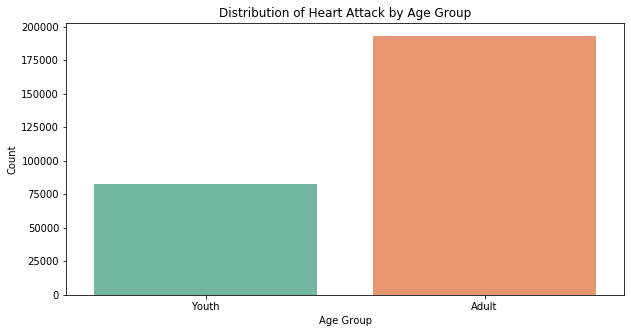 Distribution of Heart Attack by Age Group
200000
175000
150000
125000
100000
75000
50000
25000
0
Count
Youth
Adult
Age Group